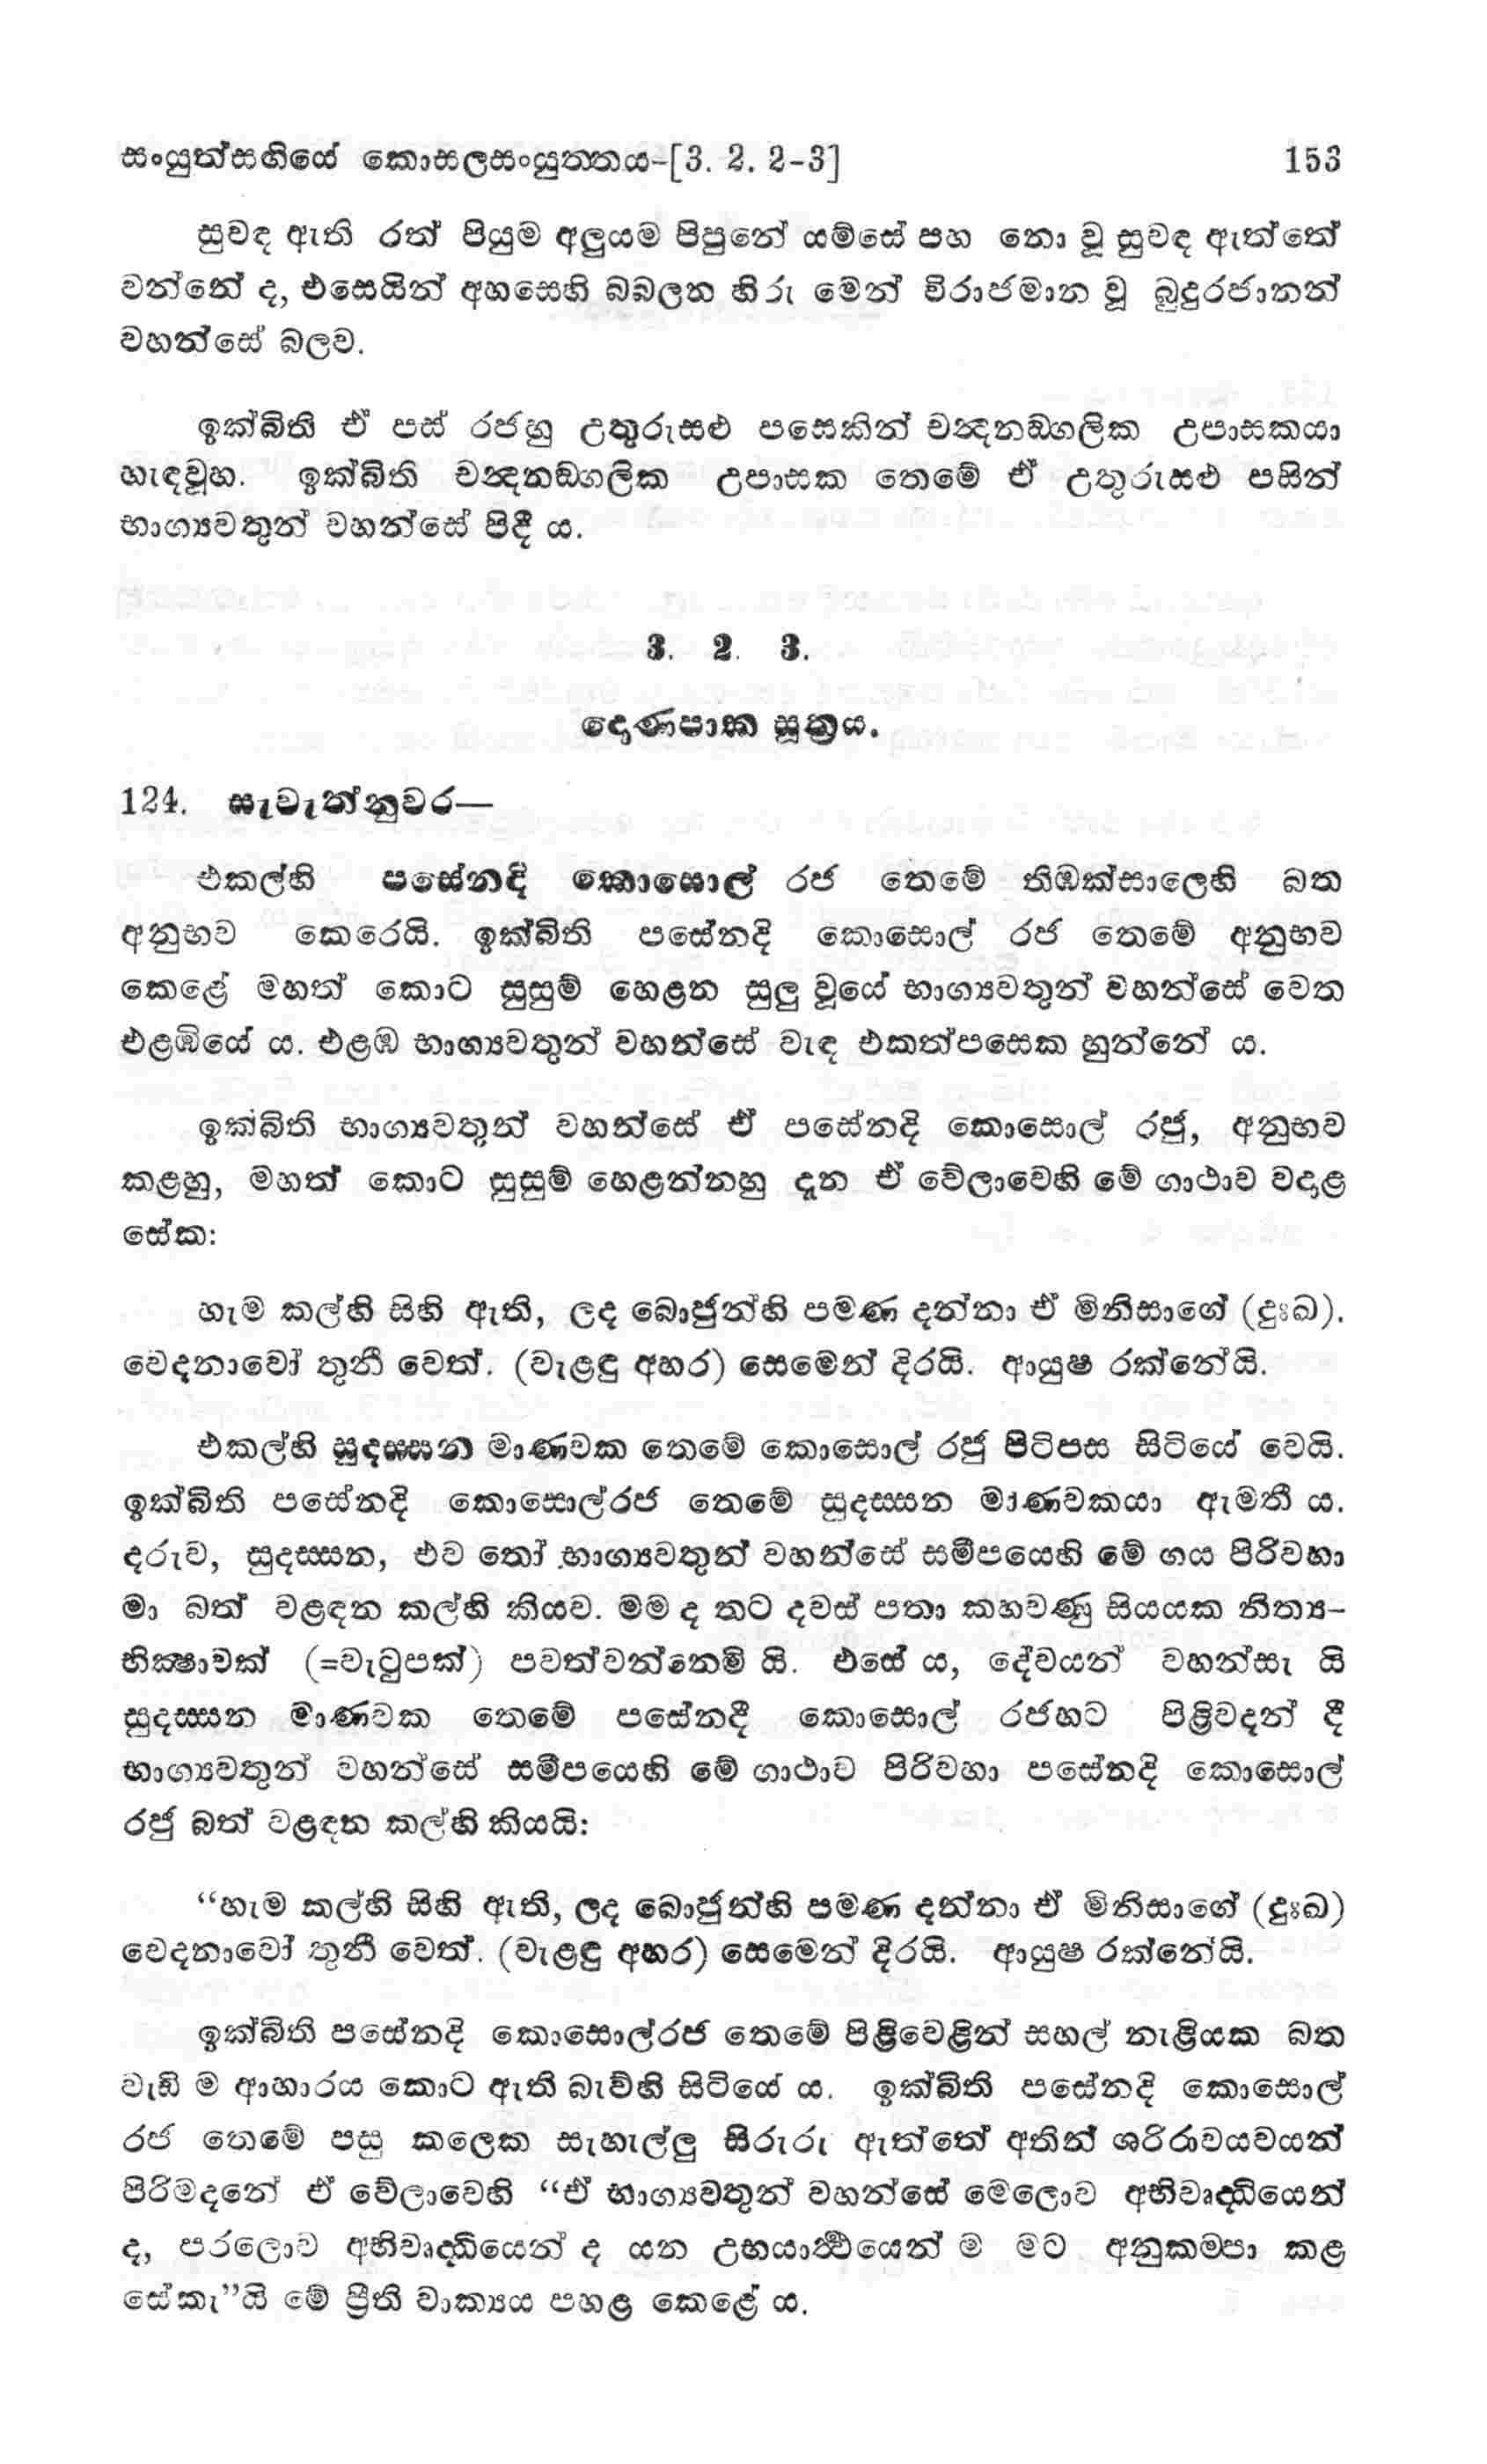 සංයුත්සඟියේ කොසලසංයුත්තය-[3. 2. 2-3] 153
සුවඳ ඇති රත් පියුම අලුයම පිපුනේ යම්සේ පහ නො වූ සුවඳ ඇත්තේ
වන්නේ ද, එසෙයින් අහසෙහි බබලන හිරු මෙන් විරාජමාන වූ බුදුරජානන්
වහන්සේ බලව.
ඉක්බිති ඒ පස් රජහු උතුරුසළු පසෙකින් චන්‍දනඞ්ගලික උපාසකයා
හැඳවූහ. ඉක්බිති චන්‍දනඞ්ගලික උපාසක තෙමේ ඒ උතුරුසළු පසින්
භාග්‍යවතුන් වහන්සේ පිදී ය.
3. 2. 3.
දොණපාක සූත්‍රය.
124. සැවැත්නුවර—
එකල්හි පසේනදි කොසොල් රජ තෙමේ තිඹක්සාලෙහි බත
අනුභව කෙරෙයි. ඉක්බිති පසේනදි කොසොල් රජ තෙමේ අනුභව
කෙළේ මහත් කොට සුසුම් හෙළන සුලු වූයේ භාග්‍යවතුන් වහන්සේ වෙත
එළඹියේ ය. එළඹ භාග්‍යවතුන් වහන්සේ වැඳ එකත්පසෙක හුන්නේ ය.
ඉක්බිති භාග්‍යවතුන් වහන්සේ ඒ පසේනදි කොසොල් රජු, අනුභව
කළහු, මහත් කොට සුසුම් හෙළන්නහු දැන ඒ වේලාවෙහි මේ ගාථාව වදාළ
සේක:
හැම කල්හි සිහි ඇති, ලද බොජුන්හි පමණ දන්නා ඒ මිනිසාගේ (දුඃඛ).
වෙදනාවෝ තුනී වෙත්. (වැළඳු අහර) සෙමෙන් දිරයි. ආයුෂ රක්නේයි.
එකල්හි සුදස්සන මාණවක තෙමේ කොසොල් රජු පිටිපස සිටියේ වෙයි.
ඉක්බිති පසේනදි කොසොල්රජ තෙමේ සුදස්සන මාණවකයා ඇමතී ය.
දරුව, සුදස්සන, එව තෝ භාග්‍යවතුන් වහන්සේ සමීපයෙහි මේ ගය පිරිවහා
මා බත් වළඳන කල්හි කියව. මම ද තට දවස් පතා කහවණු සියයක නිත්‍ය-
භික්‍ෂාවක් (=වැටුපක්) පවත්වන්නෙමි යි. එසේ ය, දේවයන් වහන්සැ යි
සුදස්සන මාණවක තෙමේ පසේනදී කොසොල් රජහට පිළිවදන් දී
භාග්‍යවතුන් වහන්සේ සමීපයෙහි මේ ගාථාව පිරිවහා පසේනදි කොසොල්
රජු බත් වළඳන කල්හි කියයි:
“හැම කල්හි සිහි ඇති, ලද බොජුන්හි පමණ දන්නා ඒ මිනිසාගේ (දුඃඛ)
වෙදනාවෝ තුනී වෙත්. (වැළඳු අහර) සෙමෙන් දිරයි. ආයුෂ රක්නේයි.
ඉක්බිති පසේනදි කොසොල්රජ තෙමේ පිළිවෙළින් සහල් නැළියක බත
වැඩි ම ආහාරය කොට ඇති බැව්හි සිටියේ ය. ඉක්බිති පසේනදි කොසොල්
රජ තෙමේ පසු කලෙක සැහැල්ලු සිරුරු ඇත්තේ අතින් ශරීරාවයවයන්
පිරිමදනේ ඒ වේලාවෙහි “ඒ භාග්‍යවතුන් වහන්සේ මෙලොව අභිවෘද්ධියෙන්
ද, පරලොව අභිවෘද්ධියෙන් ද යන උභයාර්‍ථයෙන් ම මට අනුකම්පා කළ
සේකැ”යි මේ ප්‍රීති වාක්‍යය පහළ කෙළේ ය.